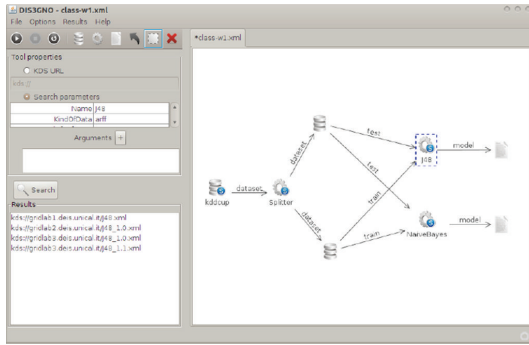 DIS3GNO - class-w1.xml
File Options Results Help
*class-w1.xml
Tool properties
KDS URL
kds://
Search parameters
Name J48
KindOfData arff
Arguments +
Search
Results
kds://gridlab1.deis.unical.it/J48.xml
kds://gridlab2.deis.unical.it/J48_1.0.xml
kds://gridlab3.deis.unical.it/J48_1.0.xml
kds://gridlab3.deis.unical.it/J48_1.1.xml
kddcup
dataset
Splitter
dataset
dataset
test
test
train
train
J48
model
NaiveBayes
model